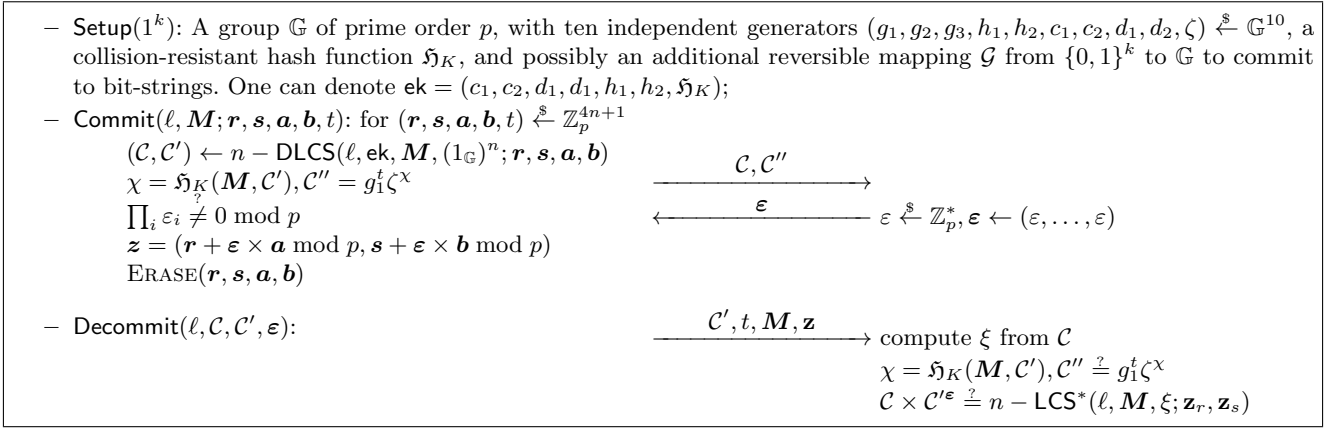 – Setup(1^k): A group 𝔾 of prime order p, with ten independent generators (g_1, g_2, g_3, h_1, h_2, c_1, c_2, d_1, d_2, ζ) ←$ 𝔾^10, a
collision-resistant hash function ℌ_K, and possibly an additional reversible mapping 𝒢 from {0, 1}^k to 𝔾 to commit
to bit-strings. One can denote ek = (c_1, c_2, d_1, d_1, h_1, h_2, ℌ_K);
– Commit(ℓ, M; r, s, a, b, t): for (r, s, a, b, t) ←$ ℤ_p^{4n+1}
(𝒞, 𝒞′) ← n − DLCS(ℓ, ek, M, (1_𝔾)^n; r, s, a, b)
χ = ℌ_K(M, 𝒞′), 𝒞″ = g_1^t ζ^χ 𝒞, 𝒞″
∏_i ε_i ≠? 0 mod p ε ε ←$ ℤ_p^*, ε ← (ε, . . . , ε)
z = (r + ε × a mod p, s + ε × b mod p)
Erase(r, s, a, b)
– Decommit(ℓ, 𝒞, 𝒞′, ε): 𝒞′, t, M, z compute ξ from 𝒞
χ = ℌ_K(M, 𝒞′), 𝒞″ =? g_1^t ζ^χ
𝒞 × 𝒞′^ε =? n − LCS*(ℓ, M, ξ; z_r, z_s)